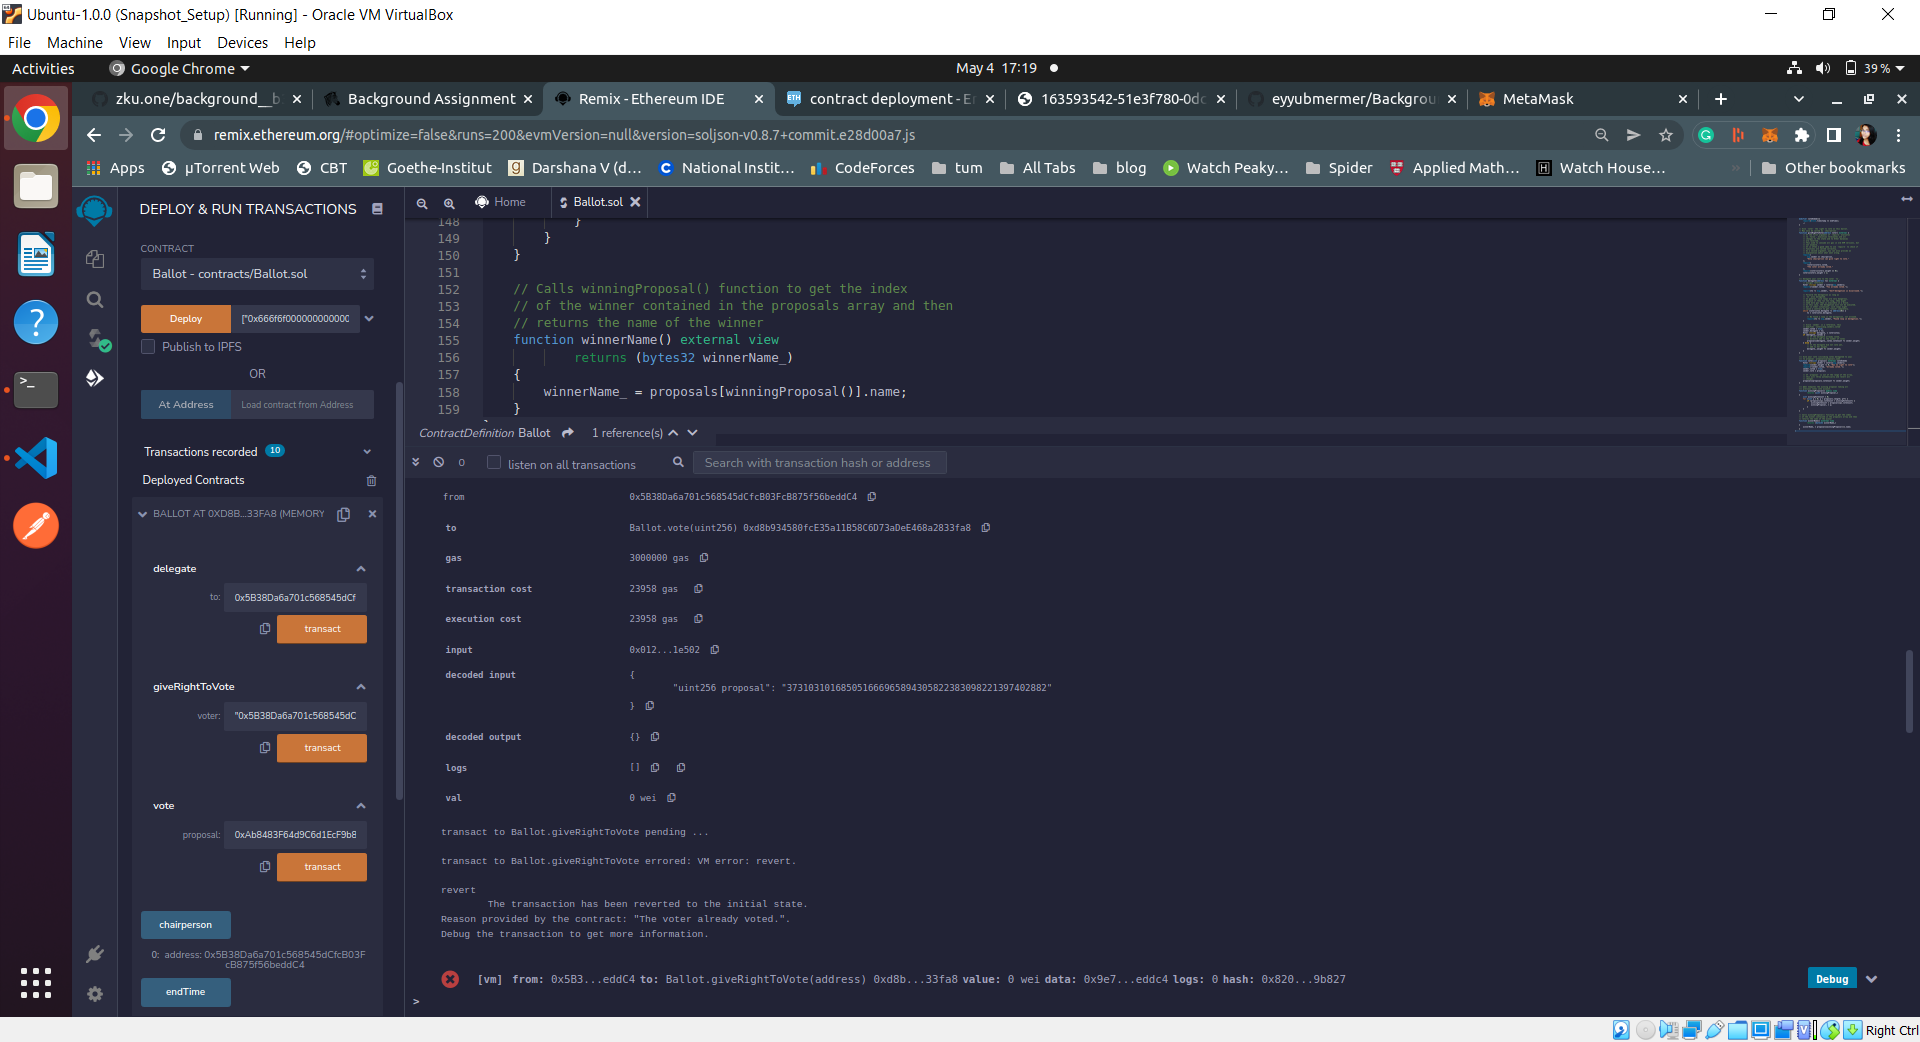 Ubuntu-1.0.0 (Snapshot_Setup) [Running] - Oracle VM VirtualBox
File Machine View Input Devices Help
Activities Google Chrome May 4 17:19 39 %
zku.one/background__b Background Assignment Remix - Ethereum IDE contract deployment - Er 163593542-51e3f780-0dc eyyubmermer/Backgrou MetaMask
remix.ethereum.org/#optimize=false&runs=200&evmVersion=null&version=soljson-v0.8.7+commit.e28d00a7.js
Apps µTorrent Web CBT Goethe-Institut Darshana V (d... National Instit... CodeForces tum All Tabs blog Watch Peaky... Spider Applied Math... Watch House... Other bookmarks
DEPLOY & RUN TRANSACTIONS
CONTRACT
Ballot - contracts/Ballot.sol
Deploy ["0x666f6f0000000000000
Publish to IPFS
OR
At Address Load contract from Address
Transactions recorded 10
Deployed Contracts
BALLOT AT 0XD8B...33FA8 (MEMORY
delegate
to: 0x5B38Da6a701c568545dCf
transact
giveRightToVote
voter: "0x5B38Da6a701c568545dC
transact
vote
proposal: 0xAb8483F64d9C6d1EcF9b8
transact
chairperson
0: address: 0x5B38Da6a701c568545dCfcB03F
cB875f56beddC4
endTime
Home Ballot.sol
148 }
149 }
150 }
151
152 // Calls winningProposal() function to get the index
153 // of the winner contained in the proposals array and then
154 // returns the name of the winner
155 function winnerName() external view
156 returns (bytes32 winnerName_)
157 {
158 winnerName_ = proposals[winningProposal()].name;
159 }
ContractDefinition Ballot 1 reference(s)
0 listen on all transactions Search with transaction hash or address
from 0x5B38Da6a701c568545dCfcB03FcB875f56beddC4
to Ballot.vote(uint256) 0xd8b934580fcE35a11B58C6D73aDeE468a2833fa8
gas 3000000 gas
transaction cost 23958 gas
execution cost 23958 gas
input 0x012...1e502
decoded input {
"uint256 proposal": "373103101685051666965894305822383098221397402882"
}
decoded output {}
logs []
val 0 wei
transact to Ballot.giveRightToVote pending ...
transact to Ballot.giveRightToVote errored: VM error: revert.
revert
The transaction has been reverted to the initial state.
Reason provided by the contract: "The voter already voted.".
Debug the transaction to get more information.
[vm] from: 0x5B3...eddC4 to: Ballot.giveRightToVote(address) 0xd8b...33fa8 value: 0 wei data: 0x9e7...eddc4 logs: 0 hash: 0x820...9b827
Debug
>
Right Ctrl